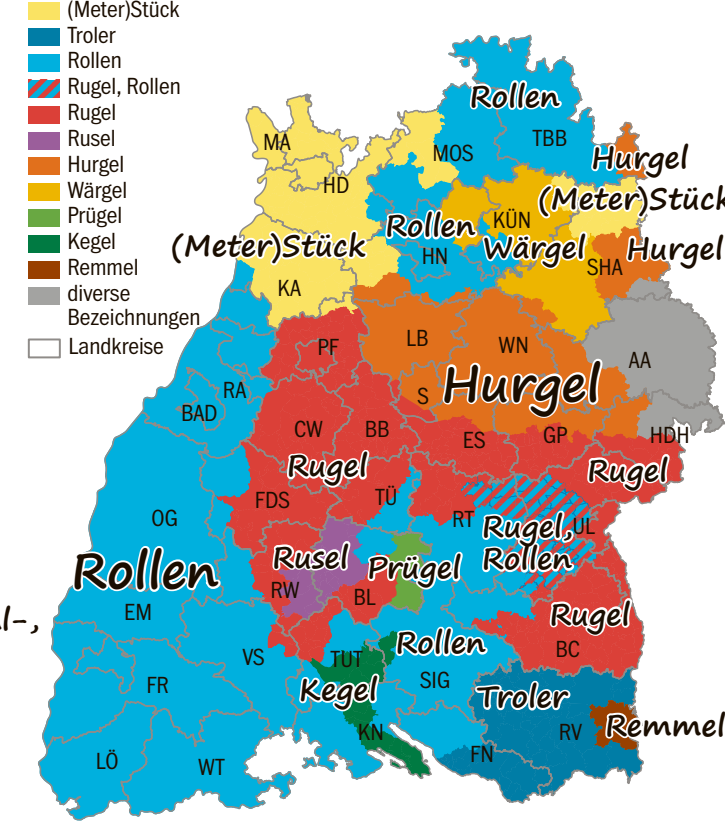 (Meter)Stück
Troler
Rollen
Rugel, Rollen
Rugel
Rusel
Hurgel
Wärgel
Prügel
Kegel
Remmel
diverse
Bezeichnungen
Landkreise
Rollen
TBB
MA
MOS
Hurgel
HD
(Meter)Stück
KÜN
Rollen
Wärgel
Hurgel
(Meter)Stück
HN
SHA
KA
LB
WN
PF
AA
S
Hurgel
RA
BAD
CW
BB
ES
GP
HDH
Rugel
Rugel
FDS
TÜ
OG
RT
Rugel,
UL
Rollen
Rusel
Prügel
Rollen
RW
BL
EM
Rugel
l-,
Rollen
BC
VS
TUT
FR
Kegel
SIG
Troler
KN
RV
Remmel
LÖ
WT
FN